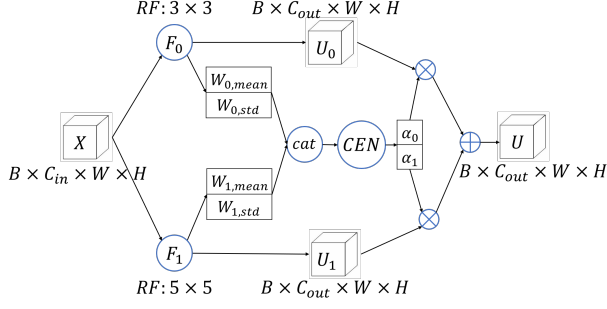 RF: 3 × 3
B × C_out × W × H
F_0
U_0
W_0,mean
W_0,std
X
cat
CEN
α_0
α_1
U
B × C_in × W × H
B × C_out × W × H
W_1,mean
W_1,std
F_1
U_1
RF: 5 × 5
B × C_out × W × H